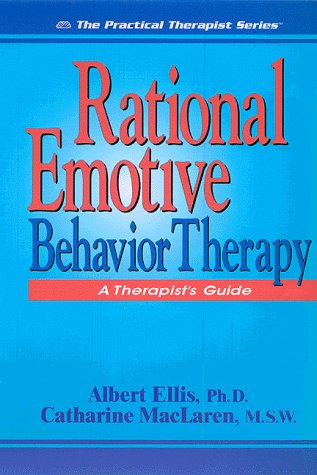 The Practical Therapist Series™
Rational
Emotive
Behavior Therapy
A Therapist's Guide
Albert Ellis, Ph.D.
Catharine MacLaren, M.S.W.